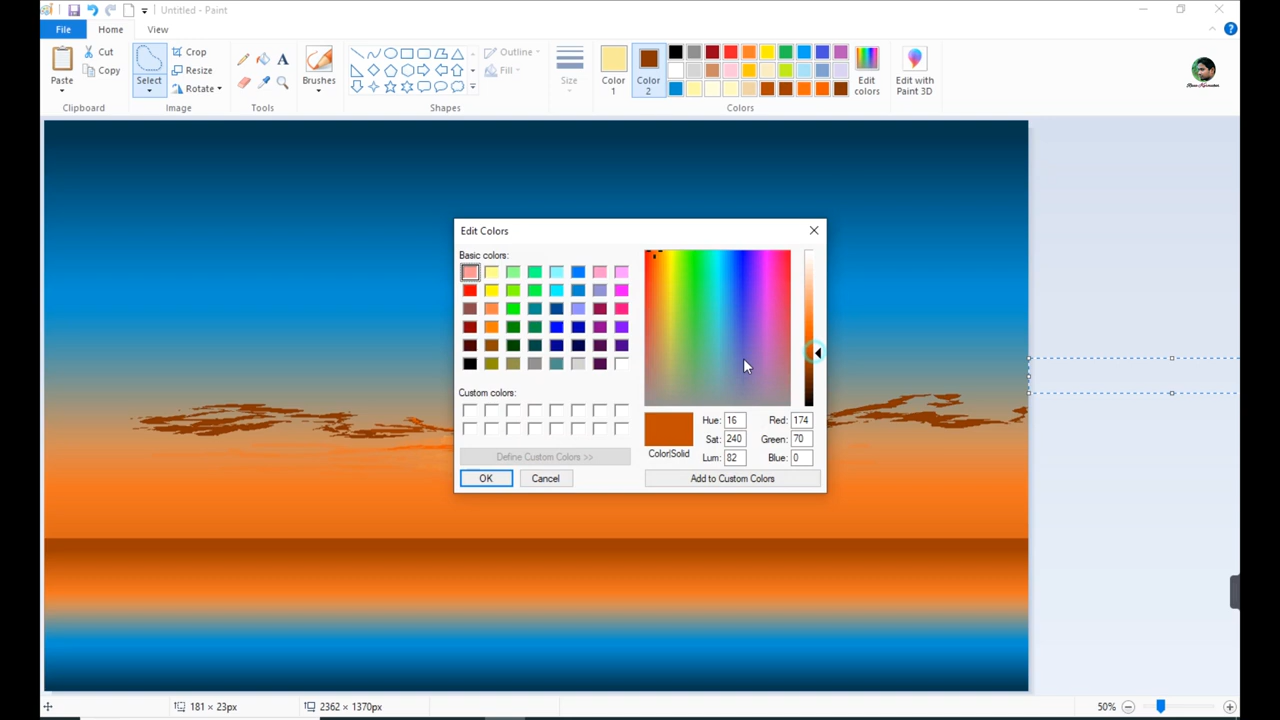 Untitled - Paint
File
Home
View
Paste
Cut
Copy
Clipboard
Select
Crop
Resize
Rotate
Image
Tools
Brushes
Shapes
Outline
Fill
Size
Color 1
Color 2
Colors
Edit colors
Edit with Paint 3D
Edit Colors
Basic colors:
Custom colors:
Define Custom Colors >>
OK
Cancel
Color|Solid
Hue: 16
Sat: 240
Lum: 82
Red: 174
Green: 70
Blue: 0
Add to Custom Colors
181 × 23px
2362 × 1370px
50%